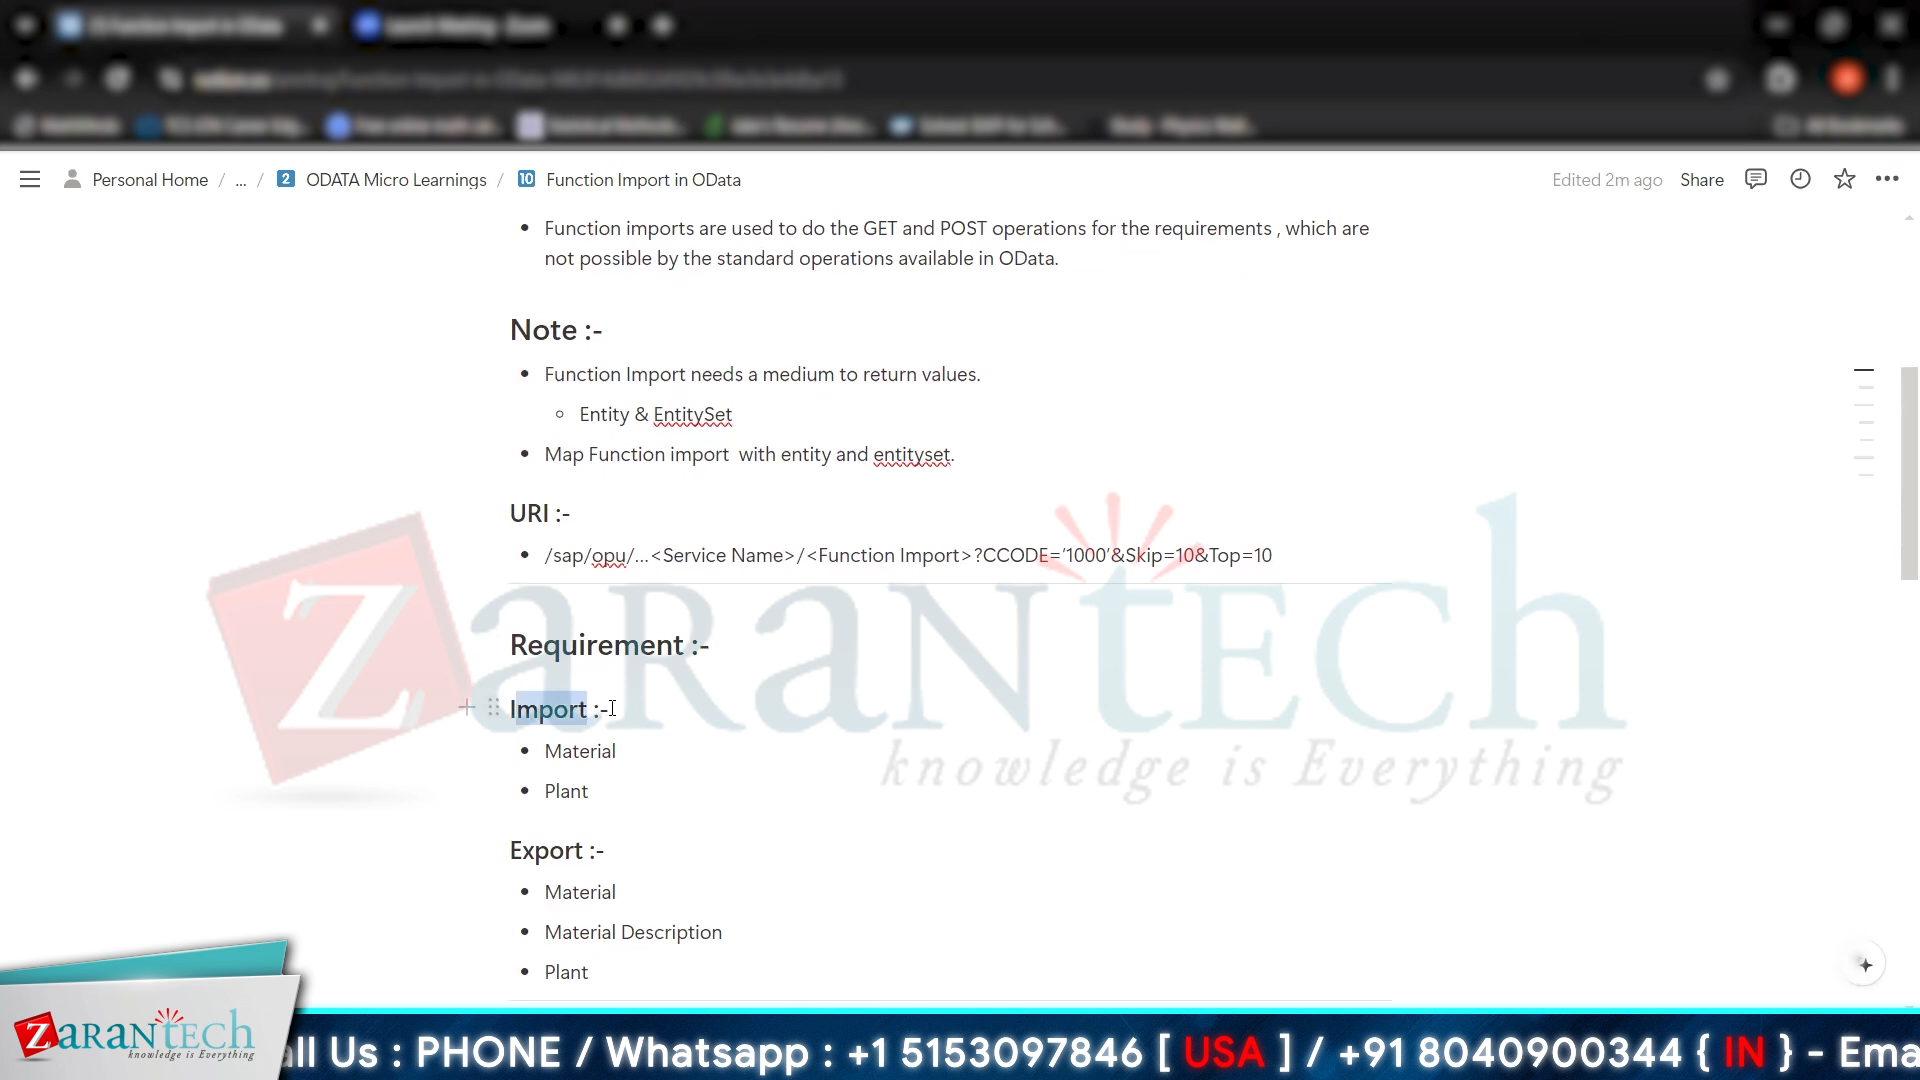 Personal Home / ... / 2 ODATA Micro Learnings / 10 Function Import in OData
Edited 2m ago Share
Function imports are used to do the GET and POST operations for the requirements , which are
not possible by the standard operations available in OData.
Note :-
Function Import needs a medium to return values.
Entity & EntitySet
Map Function import with entity and entityset.
URI :-
/sap/opu/...<Service Name>/<Function Import>?CCODE='1000'&Skip=10&Top=10
Requirement :-
Import :-
Material
Plant
Export :-
Material
Material Description
Plant
ZaranTech
knowledge is Everything
ZaranTech
knowledge is Everything
all Us : PHONE / Whatsapp : +1 5153097846 [ USA ] / +91 8040900344 { IN } - Ema